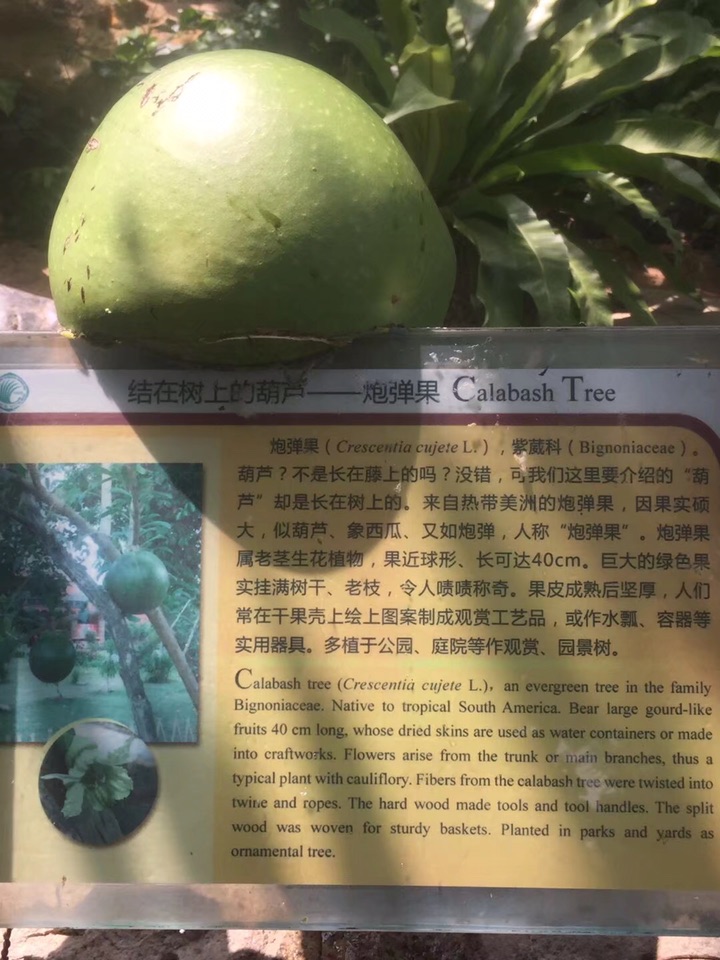 结在树上的葫芦——炮弹果 Calabash Tree
炮弹果（Crescentia cujete L.），紫葳科（Bignoniaceae）。
葫芦？不是长在藤上的吗？没错，可我们这里要介绍的“葫
芦”却是长在树上的。来自热带美洲的炮弹果，因果实硕
大，似葫芦、象西瓜、又如炮弹，人称“炮弹果”。炮弹果
属老茎生花植物，果近球形、长可达40cm。巨大的绿色果
实挂满树干、老枝，令人啧啧称奇。果皮成熟后坚厚，人们
常在干果壳上绘上图案制成观赏工艺品，或作水瓢、容器等
实用器具。多植于公园、庭院等作观赏、园景树。
Calabash tree (Crescentia cujete L.), an evergreen tree in the family
Bignoniaceae. Native to tropical South America. Bear large gourd-like
fruits 40 cm long, whose dried skins are used as water containers or made
into craftworks. Flowers arise from the trunk or main branches, thus a
typical plant with cauliflory. Fibers from the calabash tree were twisted into
twine and ropes. The hard wood made tools and tool handles. The split
wood was woven for sturdy baskets. Planted in parks and yards as
ornamental tree.